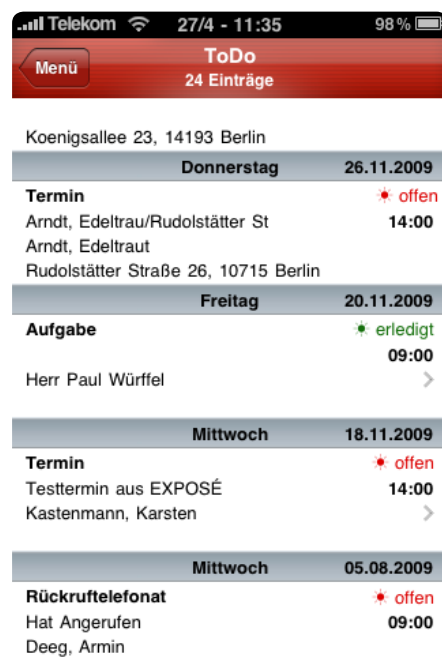 Telekom 27/4 - 11:35 98 %
Menü
ToDo
24 Einträge
Koenigsallee 23, 14193 Berlin
Donnerstag 26.11.2009
Termin offen
Arndt, Edeltrau/Rudolstätter St 14:00
Arndt, Edeltraut
Rudolstätter Straße 26, 10715 Berlin
Freitag 20.11.2009
Aufgabe erledigt
09:00
Herr Paul Würffel
Mittwoch 18.11.2009
Termin offen
Testtermin aus EXPOSÉ 14:00
Kastenmann, Karsten
Mittwoch 05.08.2009
Rückruftelefonat offen
Hat Angerufen 09:00
Deeg, Armin